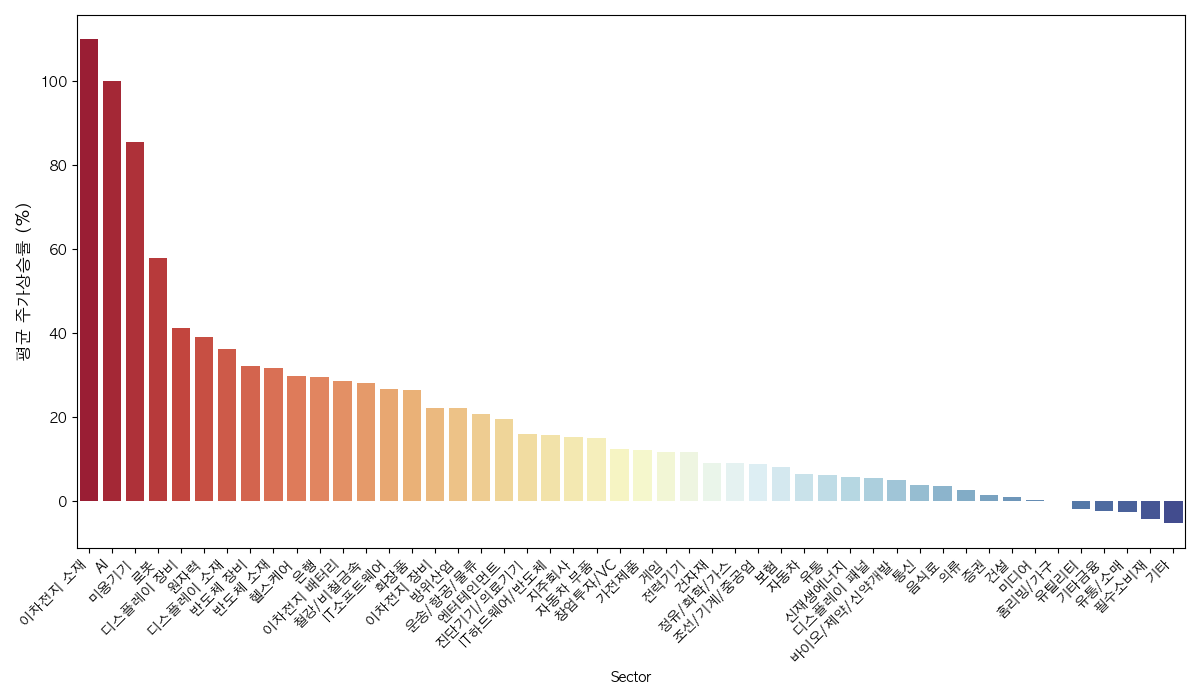 평균 주가상승률 (%)
100
80
60
40
20
0
이차전지 소재
AI
미용기기
로봇
디스플레이 장비
원자력
디스플레이 소재
반도체 장비
반도체 소재
헬스케어
은행
이차전지 배터리
철강/비철금속
IT소프트웨어
화장품
이차전지 장비
방위산업
운송/항공/물류
엔터테인먼트
진단기기/의료기기
IT하드웨어/반도체
지주회사
자동차 부품
창업투자/VC
가전제품
게임
전력기기
건자재
정유/화학/가스
조선/기계/중공업
보험
자동차
유통
신재생에너지
디스플레이 패널
바이오/제약/신약개발
통신
음식료
의류
증권
건설
미디어
홈리빙/가구
유틸리티
기타금융
유통/소매
필수소비재
기타
Sector